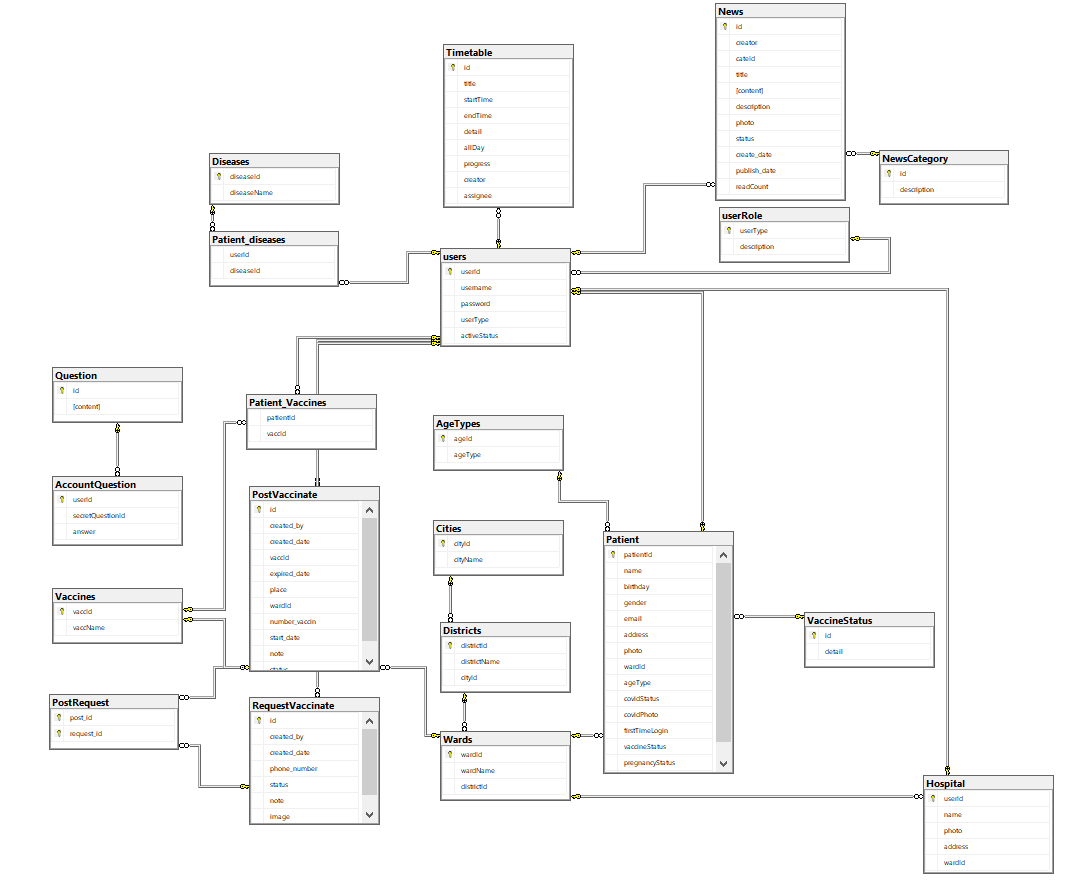 News
id
creator
cateId
title
[content]
description
photo
status
create_date
publish_date
readCount
Timetable
id
title
startTime
endTime
detail
allDay
progress
creator
assignee
NewsCategory
id
description
Diseases
diseaseId
diseaseName
userRole
userType
description
Patient_diseases
userId
diseaseId
users
userId
username
password
userType
activeStatus
Question
id
[content]
Patient_Vaccines
patientId
vaccId
AgeTypes
ageId
ageType
AccountQuestion
userId
secretQuestionId
answer
PostVaccinate
id
created_by
created_date
vaccId
expired_date
place
wardId
number_vaccin
start_date
note
status
Cities
cityId
cityName
Patient
patientId
name
birthday
gender
email
address
photo
wardId
ageType
covidStatus
covidPhoto
firstTimeLogin
vaccineStatus
pregnancyStatus
Vaccines
vaccId
vaccName
VaccineStatus
id
detail
Districts
districtId
districtName
cityId
PostRequest
post_id
request_id
RequestVaccinate
id
created_by
created_date
phone_number
status
note
image
Wards
wardId
wardName
districtId
Hospital
userId
name
photo
address
wardId